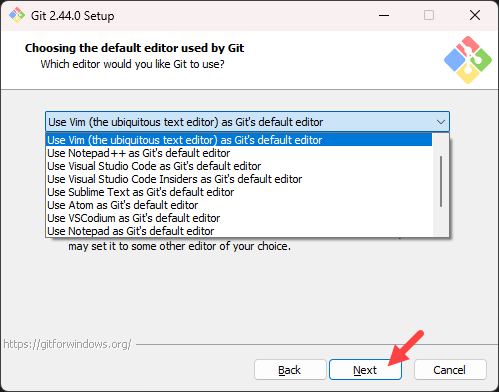 Git 2.44.0 Setup
Choosing the default editor used by Git
Which editor would you like Git to use?
Use Vim (the ubiquitous text editor) as Git's default editor
Use Vim (the ubiquitous text editor) as Git's default editor
Use Notepad++ as Git's default editor
Use Visual Studio Code as Git's default editor
Use Visual Studio Code Insiders as Git's default editor
Use Sublime Text as Git's default editor
Use Atom as Git's default editor
Use VSCodium as Git's default editor
Use Notepad as Git's default editor
may set it to some other editor of your choice.
https://gitforwindows.org/
Back
Next
Cancel